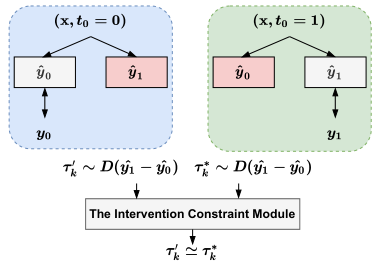 (x, t₀ = 0) (x, t₀ = 1)
ŷ₀ ŷ₁ ŷ₀ ŷ₁
y₀ y₁
τ′ₖ ∼ D(ŷ₁ − ŷ₀) τ*ₖ ∼ D(ŷ₁ − ŷ₀)
The Intervention Constraint Module
τ′ₖ ≃ τ*ₖ